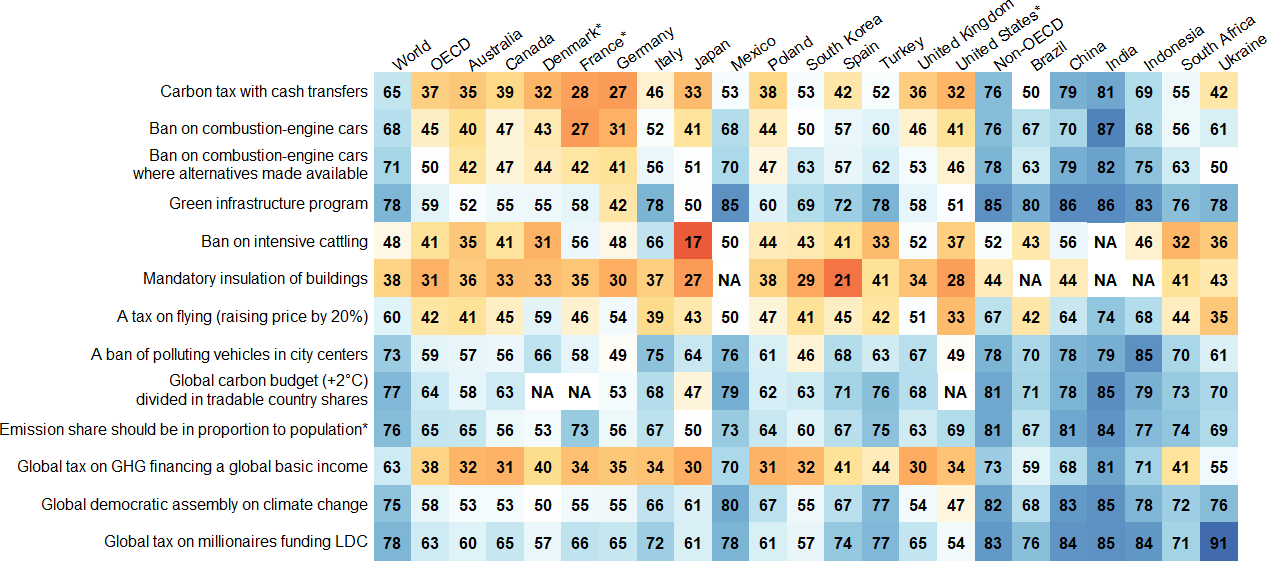 World OECD Australia Canada Denmark* France* Germany Italy Japan Mexico Poland South Korea Spain Turkey United Kingdom United States* Non-OECD Brazil China India Indonesia South Africa Ukraine
Carbon tax with cash transfers 65 37 35 39 32 28 27 46 33 53 38 53 42 52 36 32 76 50 79 81 69 55 42
Ban on combustion-engine cars 68 45 40 47 43 27 31 52 41 68 44 50 57 60 46 41 76 67 70 87 68 56 61
Ban on combustion-engine cars
where alternatives made available 71 50 42 47 44 42 41 56 51 70 47 63 57 62 53 46 78 63 79 82 75 63 50
Green infrastructure program 78 59 52 55 55 58 42 78 50 85 60 69 72 78 58 51 85 80 86 86 83 76 78
Ban on intensive cattling 48 41 35 41 31 56 48 66 17 50 44 43 41 33 52 37 52 43 56 NA 46 32 36
Mandatory insulation of buildings 38 31 36 33 33 35 30 37 27 NA 38 29 21 41 34 28 44 NA 44 NA NA 41 43
A tax on flying (raising price by 20%) 60 42 41 45 59 46 54 39 43 50 47 41 45 42 51 33 67 42 64 74 68 44 35
A ban of polluting vehicles in city centers 73 59 57 56 66 58 49 75 64 76 61 46 68 63 67 49 78 70 78 79 85 70 61
Global carbon budget (+2°C)
divided in tradable country shares 77 64 58 63 NA NA 53 68 47 79 62 63 71 76 68 NA 81 71 78 85 79 73 70
Emission share should be in proportion to population* 76 65 65 56 53 73 56 67 50 73 64 60 67 75 63 69 81 67 81 84 77 74 69
Global tax on GHG financing a global basic income 63 38 32 31 40 34 35 34 30 70 31 32 41 44 30 34 73 59 68 81 71 41 55
Global democratic assembly on climate change 75 58 53 53 50 55 55 66 61 80 67 55 67 77 54 47 82 68 83 85 78 72 76
Global tax on millionaires funding LDC 78 63 60 65 57 66 65 72 61 78 61 57 74 77 65 54 83 76 84 85 84 71 91